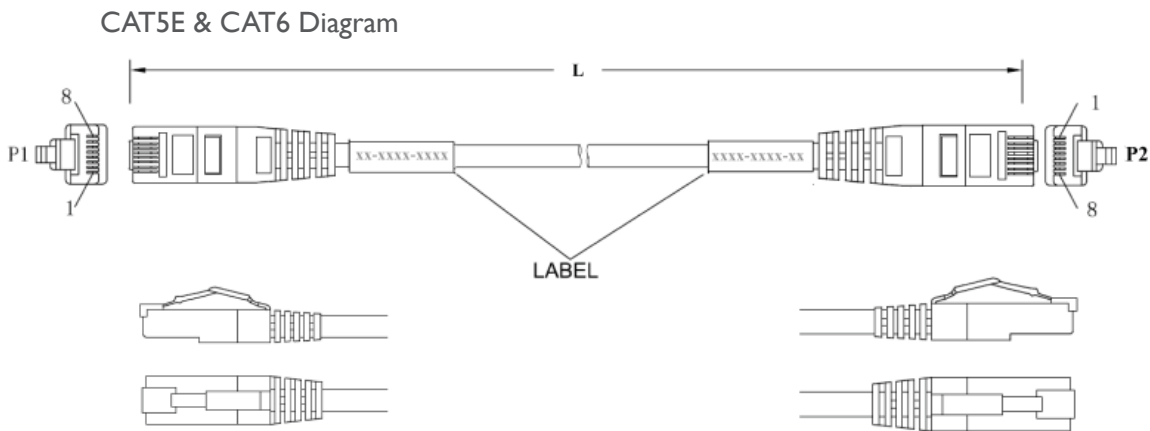 CAT5E & CAT6 Diagram
L
8
1
P1
XX-XXXX-XXXX
XXXX-XXXX-XX
P2
1
8
LABEL